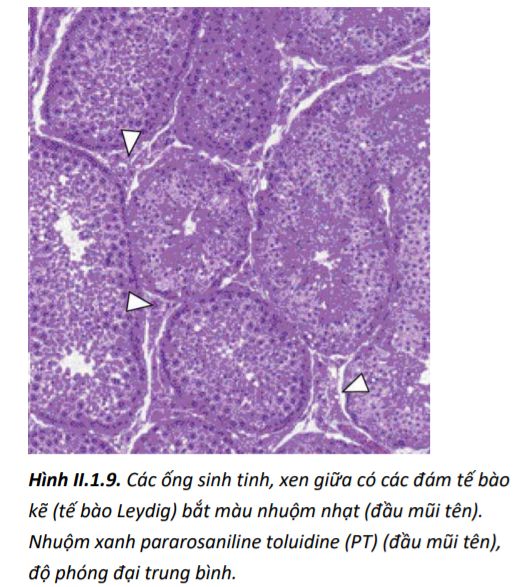 Hình II.1.9. Các ống sinh tinh, xen giữa có các đám tế bào
kẽ (tế bào Leydig) bắt màu nhuộm nhạt (đầu mũi tên).
Nhuộm xanh pararosaniline toluidine (PT) (đầu mũi tên),
độ phóng đại trung bình.